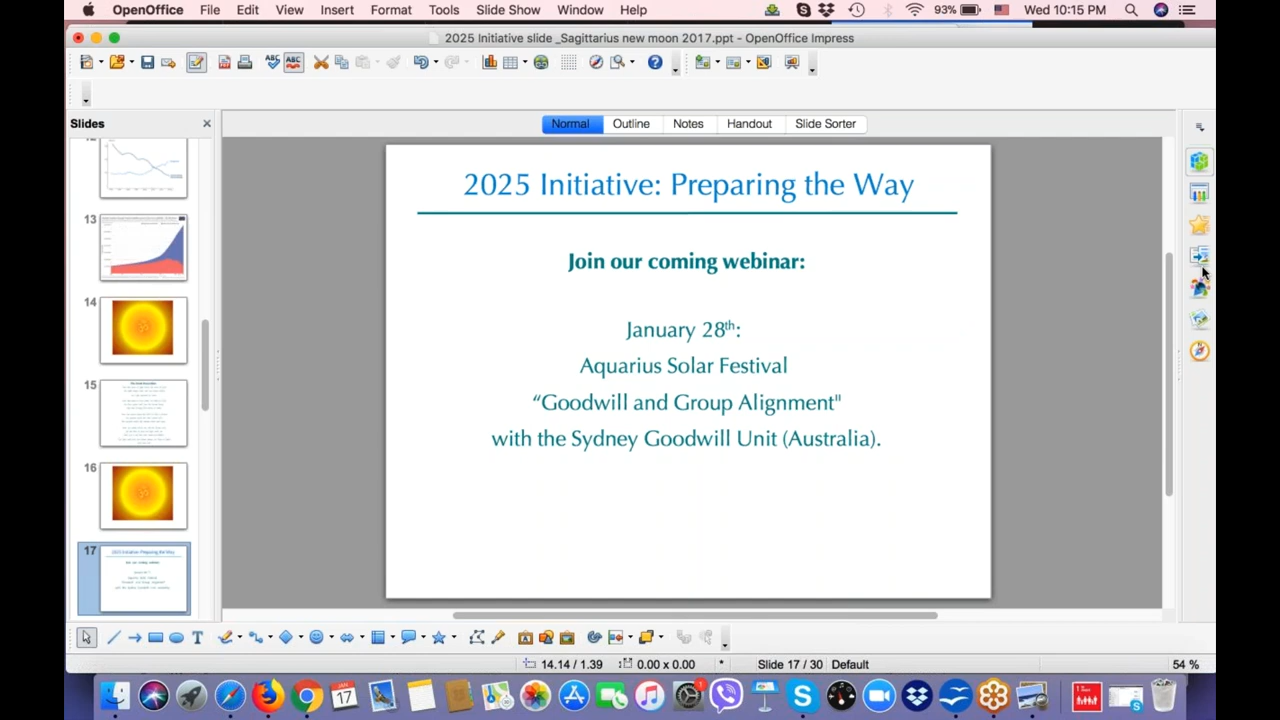 OpenOffice File Edit View Insert Format Tools Slide Show Window Help 93% Wed 10:15 PM
2025 Initiative slide _Sagittarius new moon 2017.ppt - OpenOffice Impress
Slides
Normal Outline Notes Handout Slide Sorter
13
14
15
16
17
2025 Initiative: Preparing the Way
Join our coming webinar:
January 28th:
Aquarius Solar Festival
“Goodwill and Group Alignment"
with the Sydney Goodwill Unit (Australia).
14.14 / 1.39 0.00 x 0.00 * Slide 17 / 30 Default 54 %
JAN
17